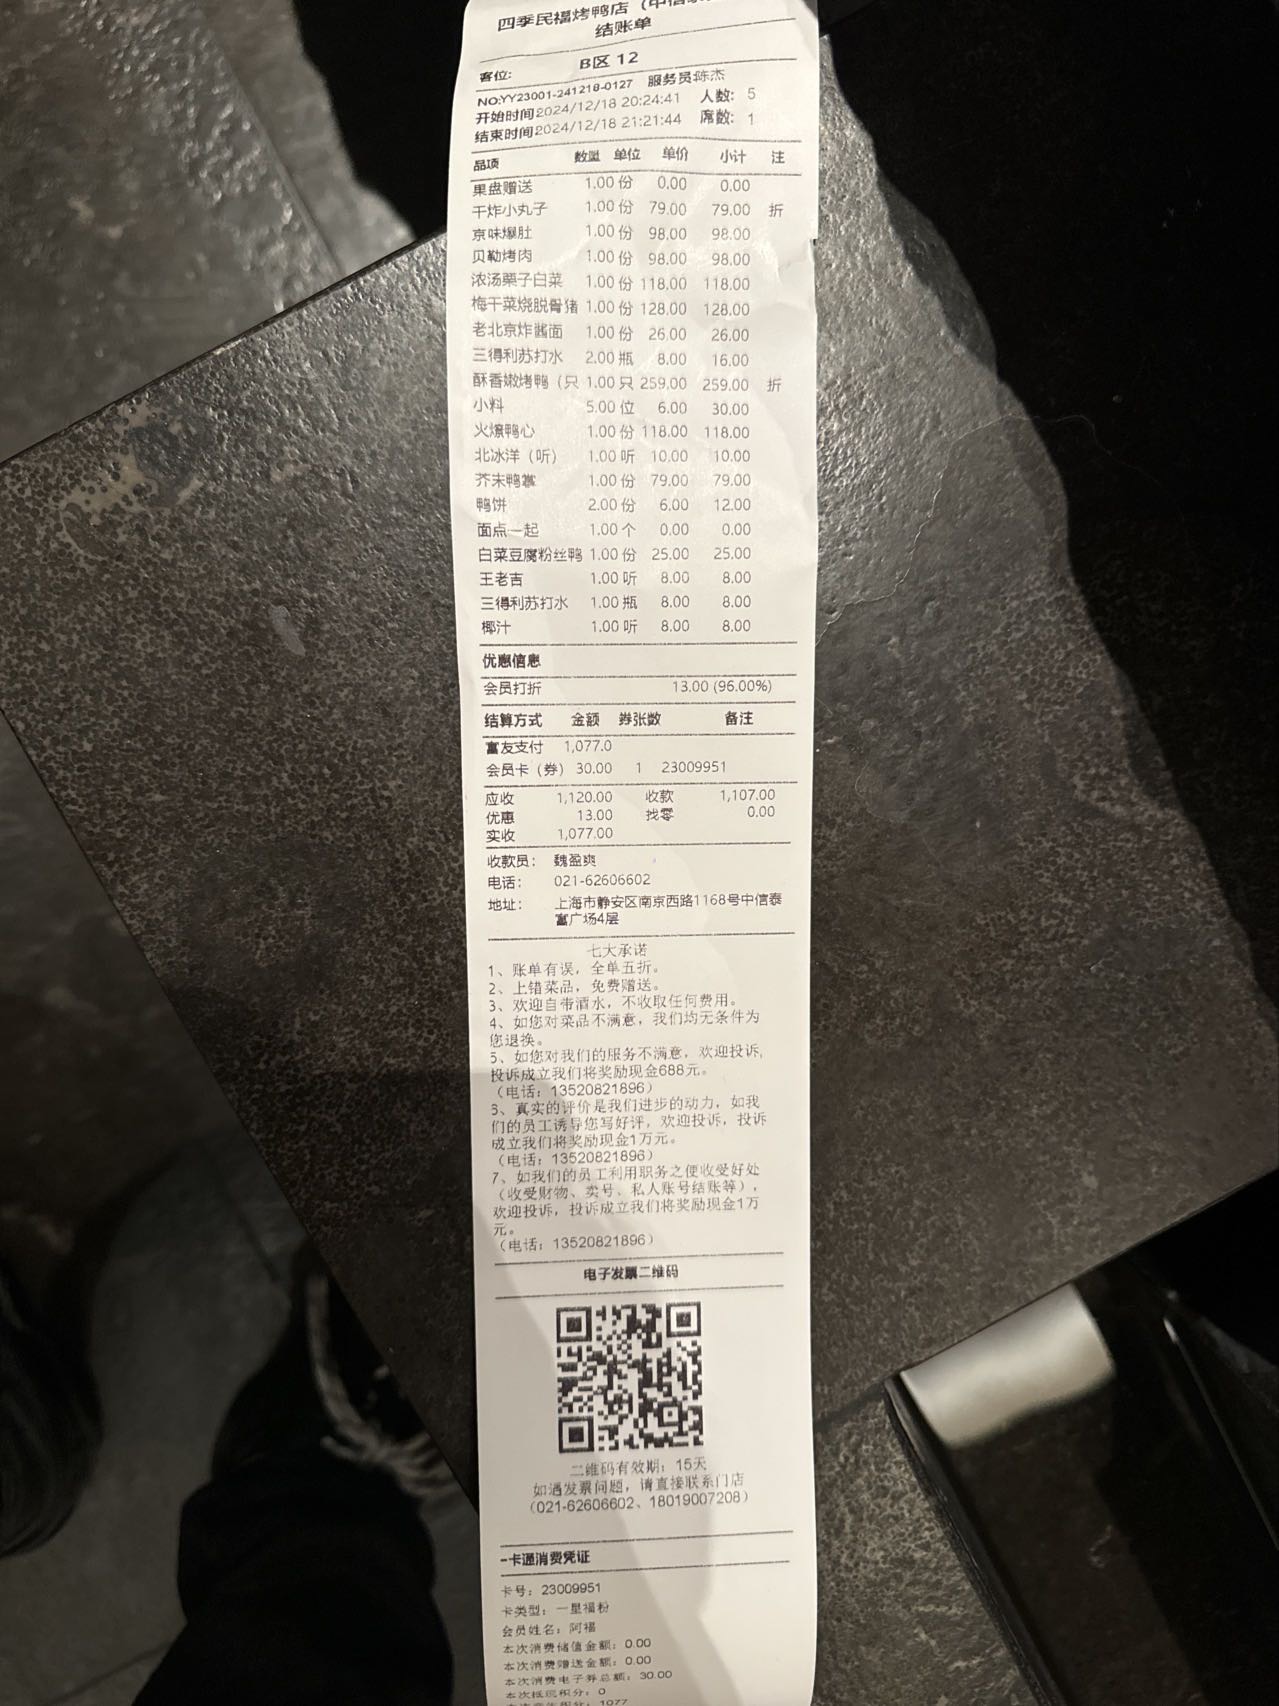 四季民福烤鸭店（中信
结账单
客位: B区 12
NO:YY23001-241218-0127 服务员:陈杰
开始时间2024/12/18 20:24:41 人数: 5
结束时间2024/12/18 21:21:44 席数: 1
品项 数量 单位 单价 小计 注
果盘赠送 1.00 份 0.00 0.00
干炸小丸子 1.00 份 79.00 79.00 折
京味爆肚 1.00 份 98.00 98.00
贝勒烤肉 1.00 份 98.00 98.00
浓汤栗子白菜 1.00 份 118.00 118.00
梅干菜烧脱骨猪 1.00 份 128.00 128.00
老北京炸酱面 1.00 份 26.00 26.00
三得利苏打水 2.00 瓶 8.00 16.00
酥香嫩烤鸭（只 1.00 只 259.00 259.00 折
小料 5.00 位 6.00 30.00
火燎鸭心 1.00 份 118.00 118.00
北冰洋（听） 1.00 听 10.00 10.00
芥末鸭掌 1.00 份 79.00 79.00
鸭饼 2.00 份 6.00 12.00
面点一起 1.00 个 0.00 0.00
白菜豆腐粉丝鸭 1.00 份 25.00 25.00
王老吉 1.00 听 8.00 8.00
三得利苏打水 1.00 瓶 8.00 8.00
椰汁 1.00 听 8.00 8.00
优惠信息
会员打折 13.00 (96.00%)
结算方式 金额 券张数 备注
富友支付 1,077.0
会员卡（券） 30.00 1 23009951
应收 1,120.00 收款 1,107.00
优惠 13.00 找零 0.00
实收 1,077.00
收款员: 魏盈爽
电话: 021-62606602
地址: 上海市静安区南京西路1168号中信泰
富广场4层
七大承诺
1、账单有误，全单五折。
2、上错菜品，免费赠送。
3、欢迎自带酒水，不收取任何费用。
4、如您对菜品不满意，我们均无条件为
您退换。
5、如您对我们的服务不满意，欢迎投诉，
投诉成立我们将奖励现金688元。
（电话：13520821896）
6、真实的评价是我们进步的动力，如我
们的员工诱导您写好评，欢迎投诉，投诉
成立我们将奖励现金1万元。
（电话：13520821896）
7、如我们的员工利用职务之便收受好处
（收受财物、卖号、私人账号结账等），
欢迎投诉，投诉成立我们将奖励现金1万
元。
（电话：13520821896）
电子发票二维码
二维码有效期：15天
如遇发票问题，请直接联系门店
（021-62606602、18019007208）
一卡通消费凭证
卡号：23009951
卡类型：一星福粉
会员姓名：阿福
本次消费储值金额：0.00
本次消费赠送金额：0.00
本次消费电子券总额：30.00
本次抵现积分：0
1077